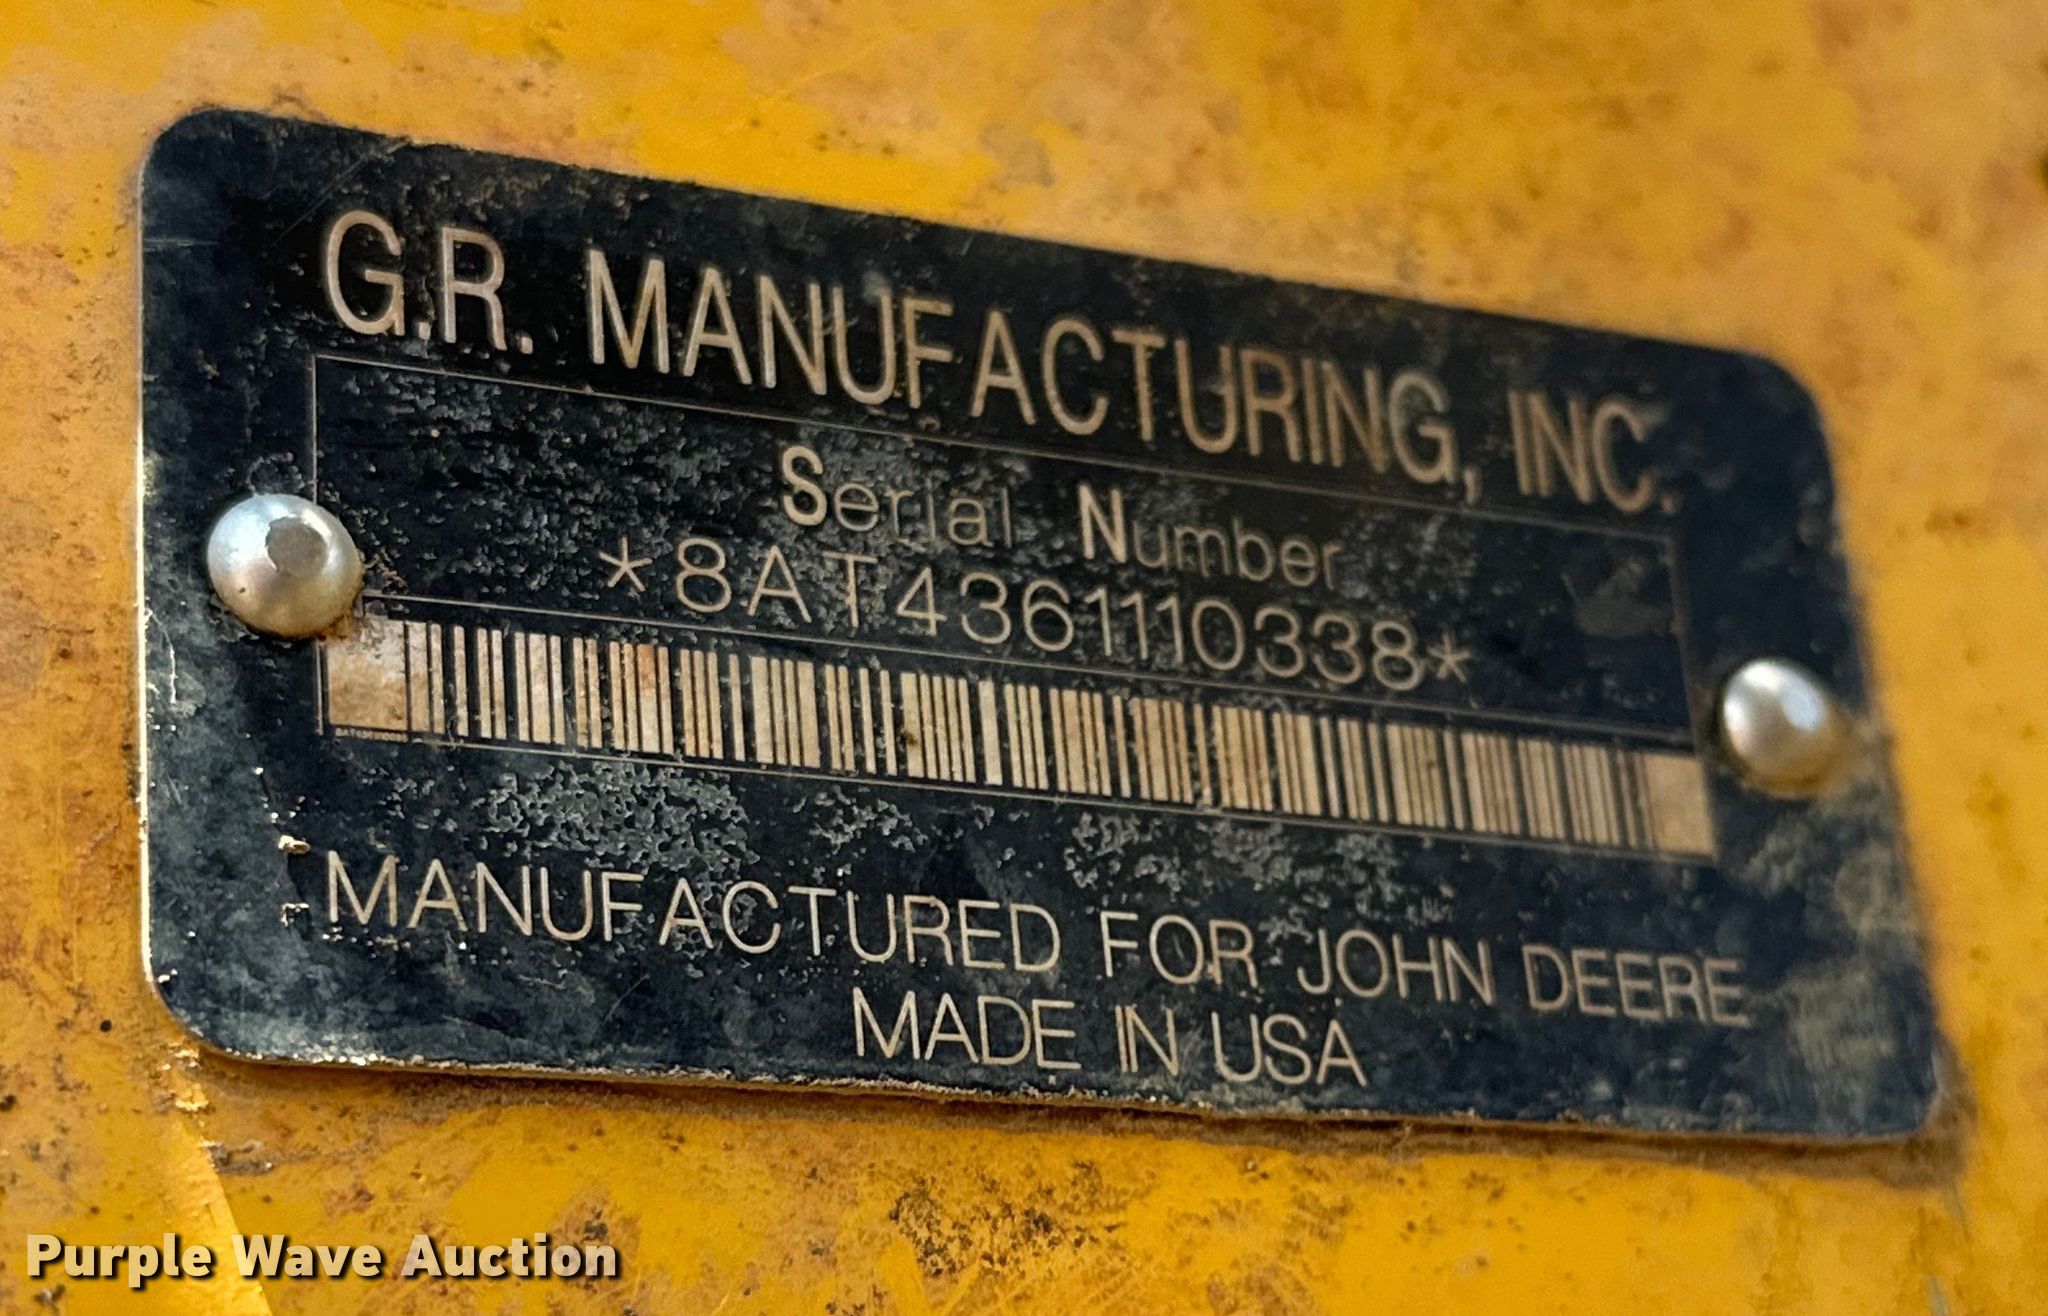 G.R. MANUFACTURING, INC.
Serial Number
*8AT4361110338*
MANUFACTURED FOR JOHN DEERE
MADE IN USA
Purple Wave Auction